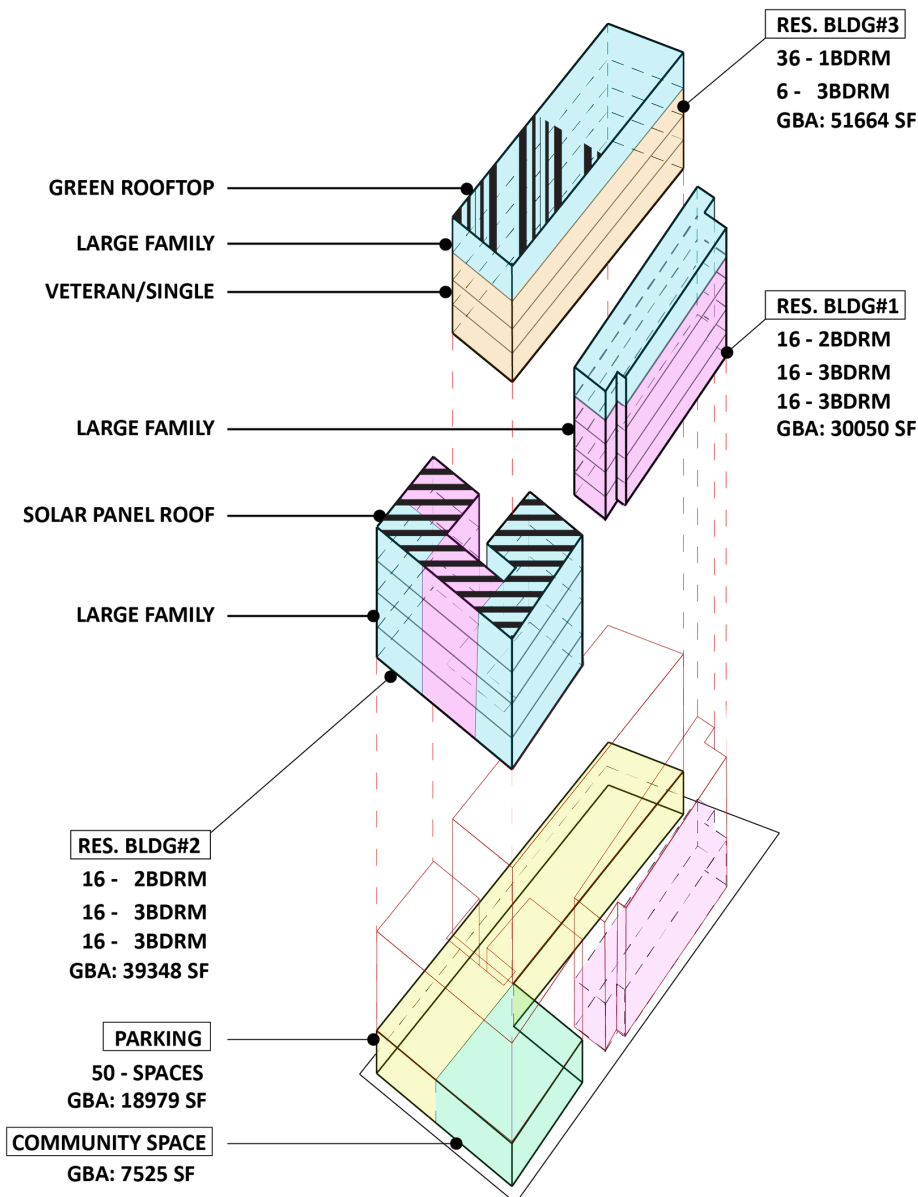 RES. BLDG#3
36 - 1BDRM
6 - 3BDRM
GBA: 51664 SF
GREEN ROOFTOP
LARGE FAMILY
VETERAN/SINGLE
RES. BLDG#1
16 - 2BDRM
16 - 3BDRM
16 - 3BDRM
GBA: 30050 SF
LARGE FAMILY
SOLAR PANEL ROOF
LARGE FAMILY
RES. BLDG#2
16 - 2BDRM
16 - 3BDRM
16 - 3BDRM
GBA: 39348 SF
PARKING
50 - SPACES
GBA: 18979 SF
COMMUNITY SPACE
GBA: 7525 SF